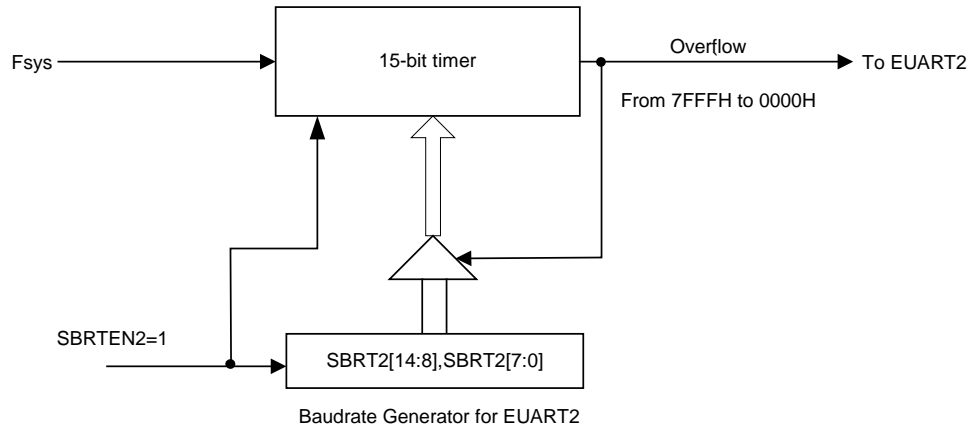 Fsys
15-bit timer
Overflow
To EUART2
From 7FFFH to 0000H
SBRTEN2=1
SBRT2[14:8],SBRT2[7:0]
Baudrate Generator for EUART2